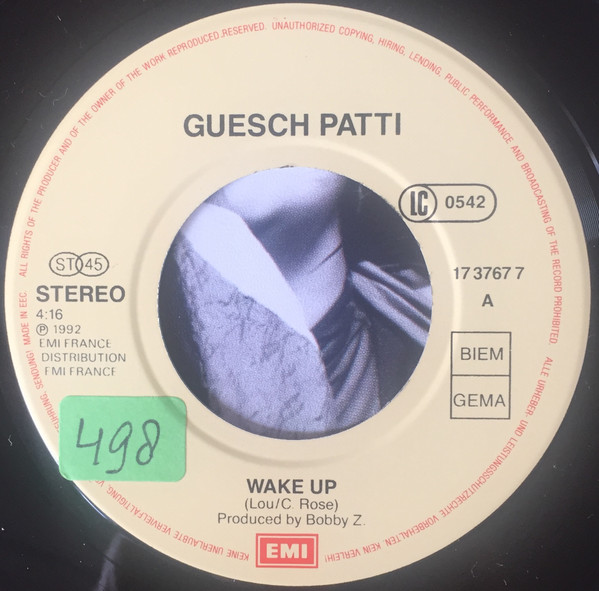 ALL RIGHTS OF THE PRODUCER AND OF THE OWNER OF THE WORK REPRODUCED RESERVED. UNAUTHORIZED COPYING, HIRING, LENDING, PUBLIC PERFORMANCE AND BROADCASTING OF THE RECORD PROHIBITED.
GUESCH PATTI
LC 0542
ST 45
STEREO
4:16
℗ 1992
EMI FRANCE
DISTRIBUTION
EMI FRANCE
17 3767 7
A
BIEM
GEMA
498
WAKE UP
(Lou/C. Rose)
Produced by Bobby Z.
EMI
ALLE URHEBER- UND LEISTUNGSSCHUTZRECHTE VORBEHALTEN. KEIN VERLEIH! KEINE UNERLAUBTE VERVIELFÄLTIGUNG, SENDUNG! MADE IN EEC.